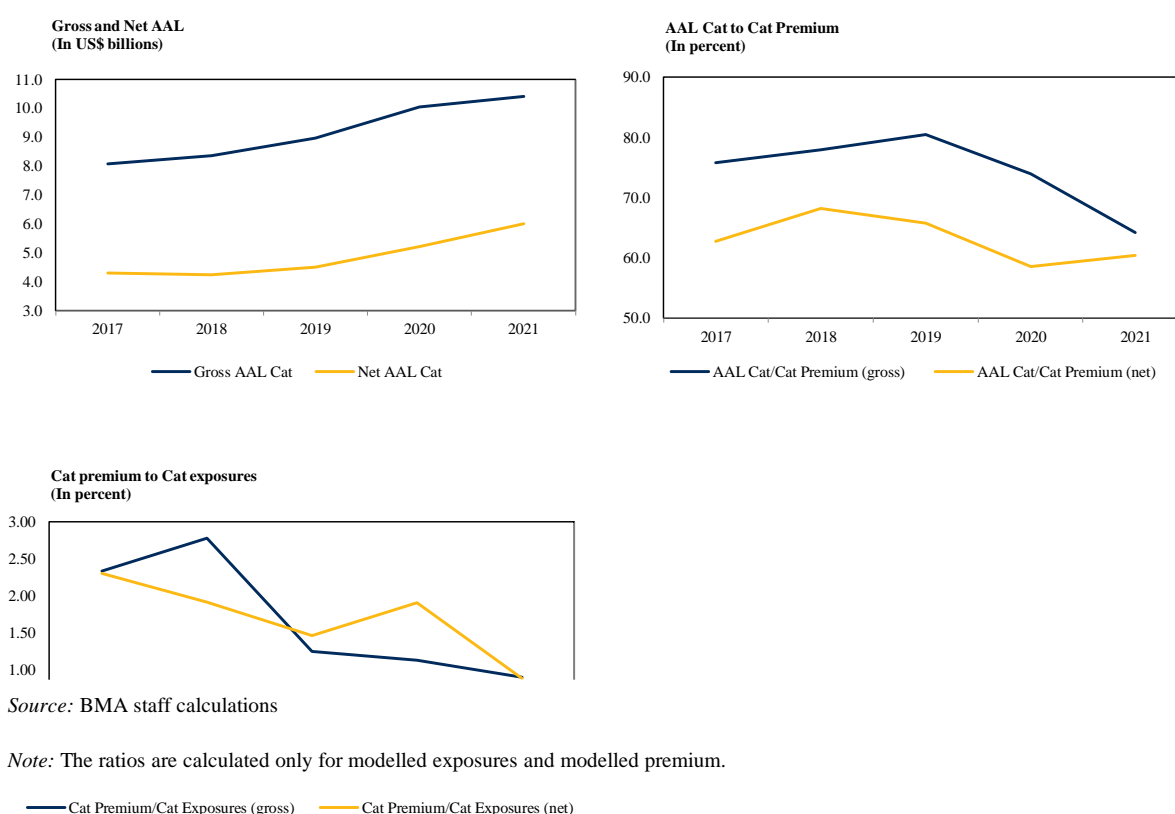 Gross and Net AAL
(In US$ billions)
11.0
10.0
9.0
8.0
7.0
6.0
5.0
4.0
3.0
2017 2018 2019 2020 2021
Gross AAL Cat Net AAL Cat
AAL Cat to Cat Premium
(In percent)
90.0
80.0
70.0
60.0
50.0
2017 2018 2019 2020 2021
AAL Cat/Cat Premium (gross) AAL Cat/Cat Premium (net)
Cat premium to Cat exposures
(In percent)
3.00
2.50
2.00
1.50
1.00
Source: BMA staff calculations
Note: The ratios are calculated only for modelled exposures and modelled premium.
Cat Premium/Cat Exposures (gross) Cat Premium/Cat Exposures (net)